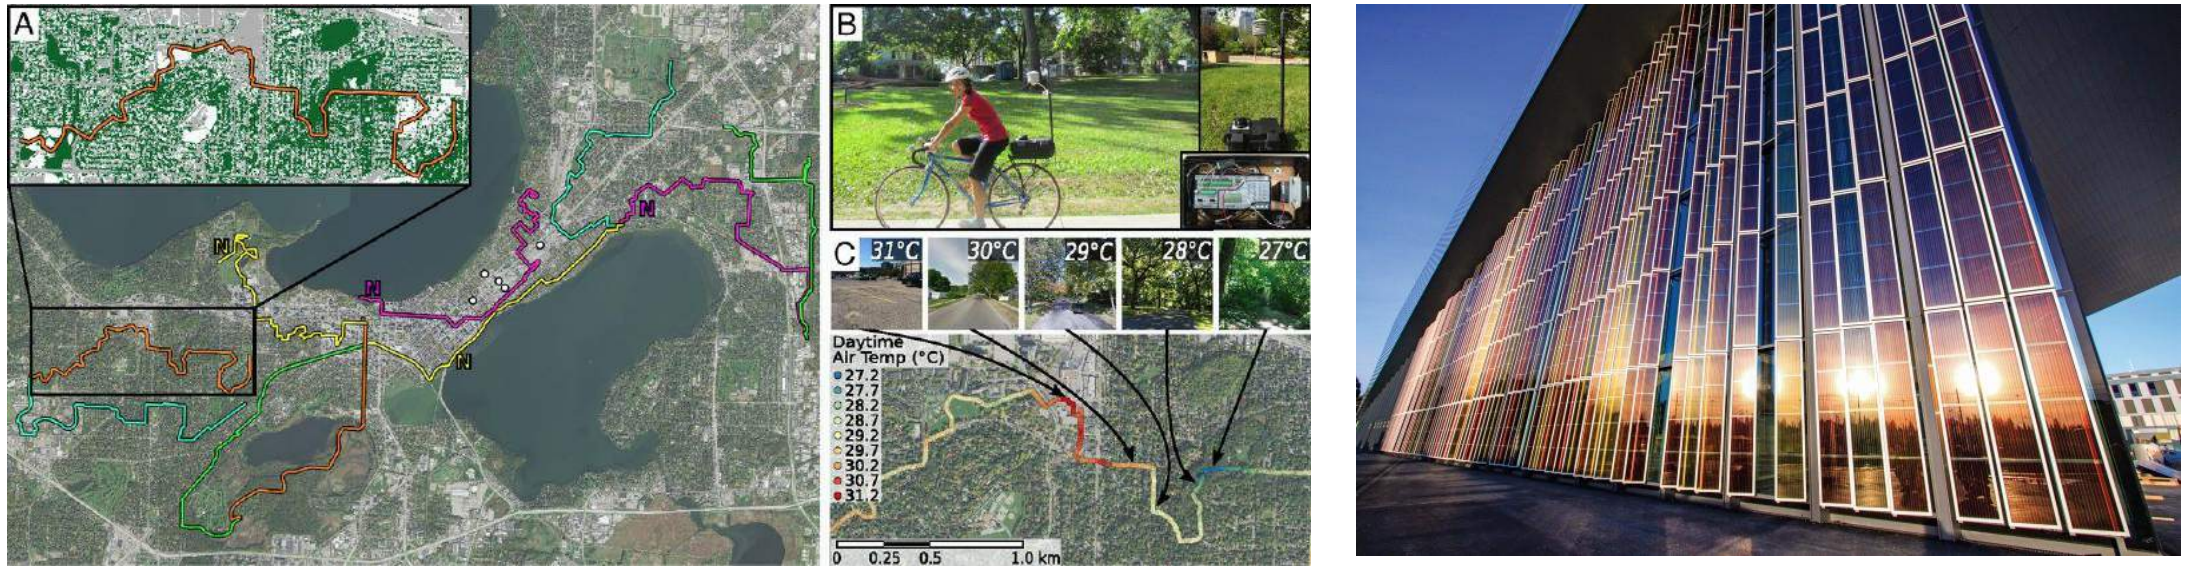 A
N
N
N
N
B
C
31°C 30°C 29°C 28°C 27°C
Daytime
Air Temp (°C)
27.2
27.7
28.2
28.7
29.2
29.7
30.2
30.7
31.2
0 0.25 0.5 1.0 km